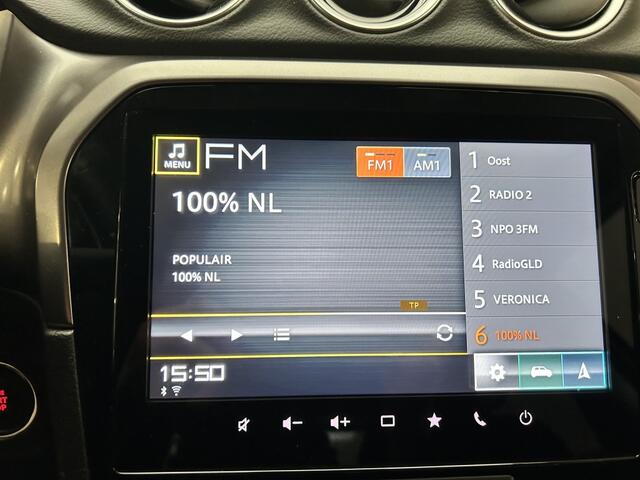 MENU FM FM1 AM1
100% NL
POPULAIR
100% NL
TP
15:50
1 Oost
2 RADIO 2
3 NPO 3FM
4 RadioGLD
5 VERONICA
6 100% NL